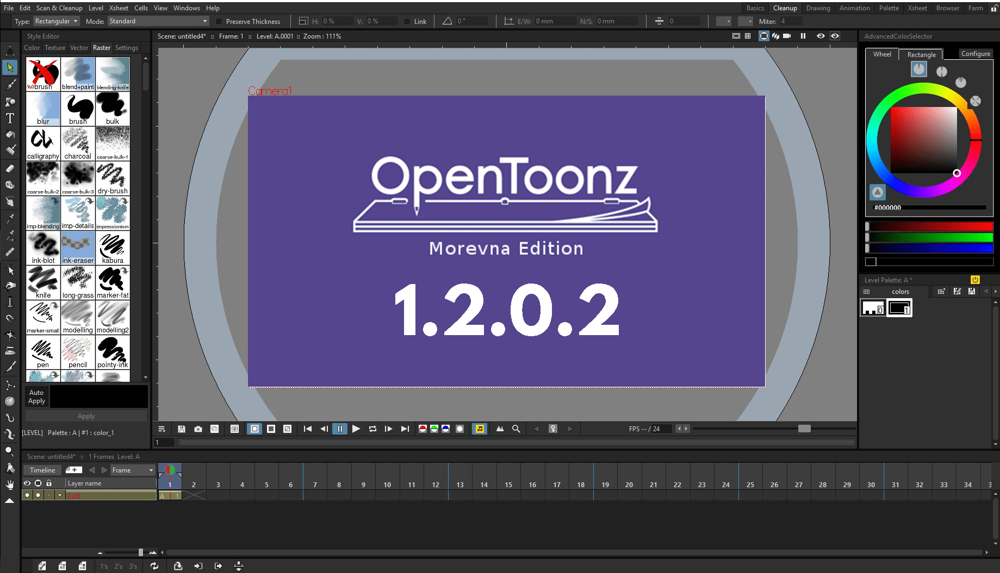 File Edit Scan & Cleanup Level Xsheet Cells View Windows Help
Basics Cleanup Drawing Animation Palette Xsheet Browser Farm
Type: Rectangular Mode: Standard Preserve Thickness H: 0 % V: 0 % Link 0 ° E/W: 0 mm N/S: 0 mm 0 Miter: 4
Style Editor
Color Texture Vector Raster Settings
nobrush blend+paint blending-knife
blur brush bulk
calligraphy charcoal coarse-bulk-1
coarse-bulk-2 coarse-bulk-3 dry-brush
imp-blending imp-details impressionism
ink-blot ink-eraser kabura
knife long-grass marker-fat
marker-small modelling modelling2
pen pencil pointy-ink
Auto
Apply
Apply
[LEVEL] Palette : A | #1 : color_1
Scene: untitled4* :: Frame: 1 :: Level: A.0001 :: Zoom : 111%
Camera1
OpenToonz
Morevna Edition
1.2.0.2
FPS -- / 24
1
AdvancedColorSelector
Wheel Rectangle Configure
#000000
Level Palette: A *
colors
0 1
Scene: untitled4* :: 1 Frames Level: A
Timeline Frame
Layer name
1 2 3 4 5 6 7 8 9 10 11 12 13 14 15 16 17 18 19 20 21 22 23 24 25 26 27 28 29 30 31 32 33 34 3
Col1 A 1
1's 2's 3's